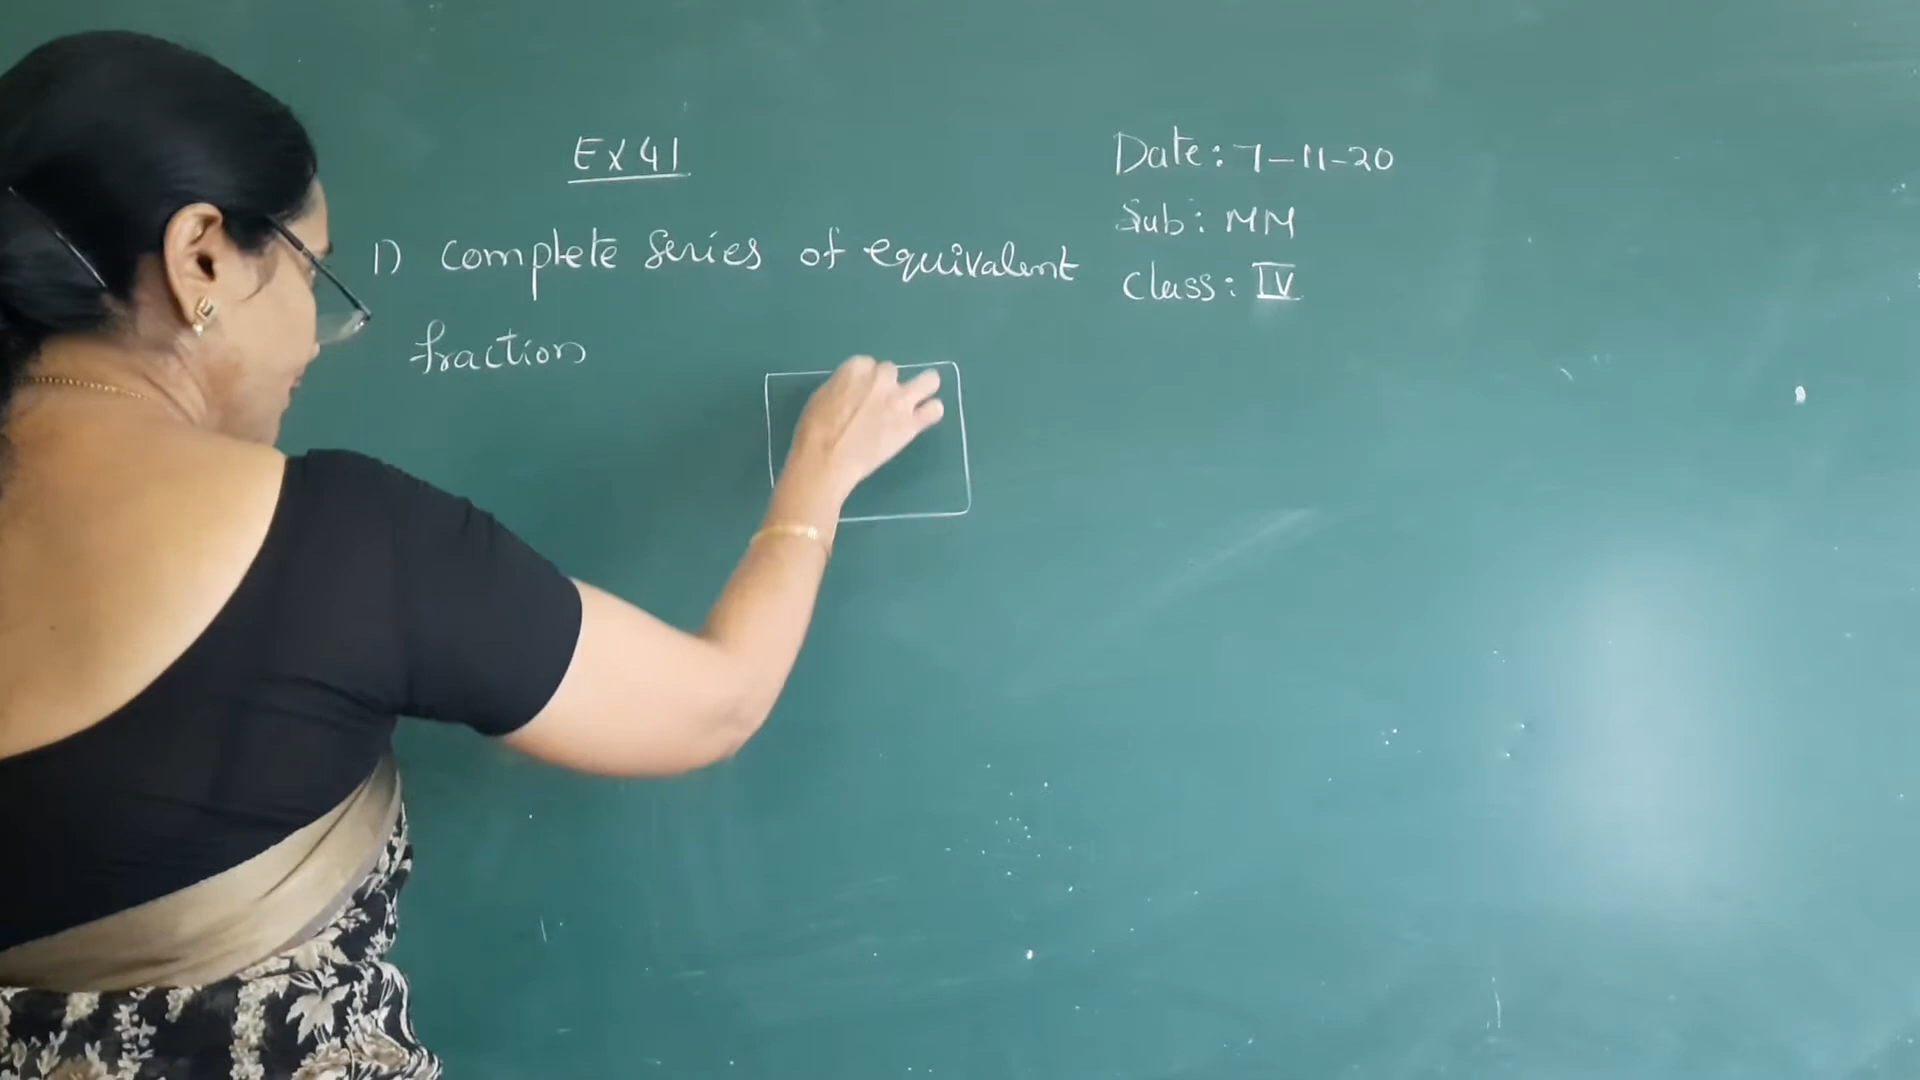 Ex 41
Date: 7-11-20
Sub: MM
Class: IV
1) Complete series of equivalent
fraction